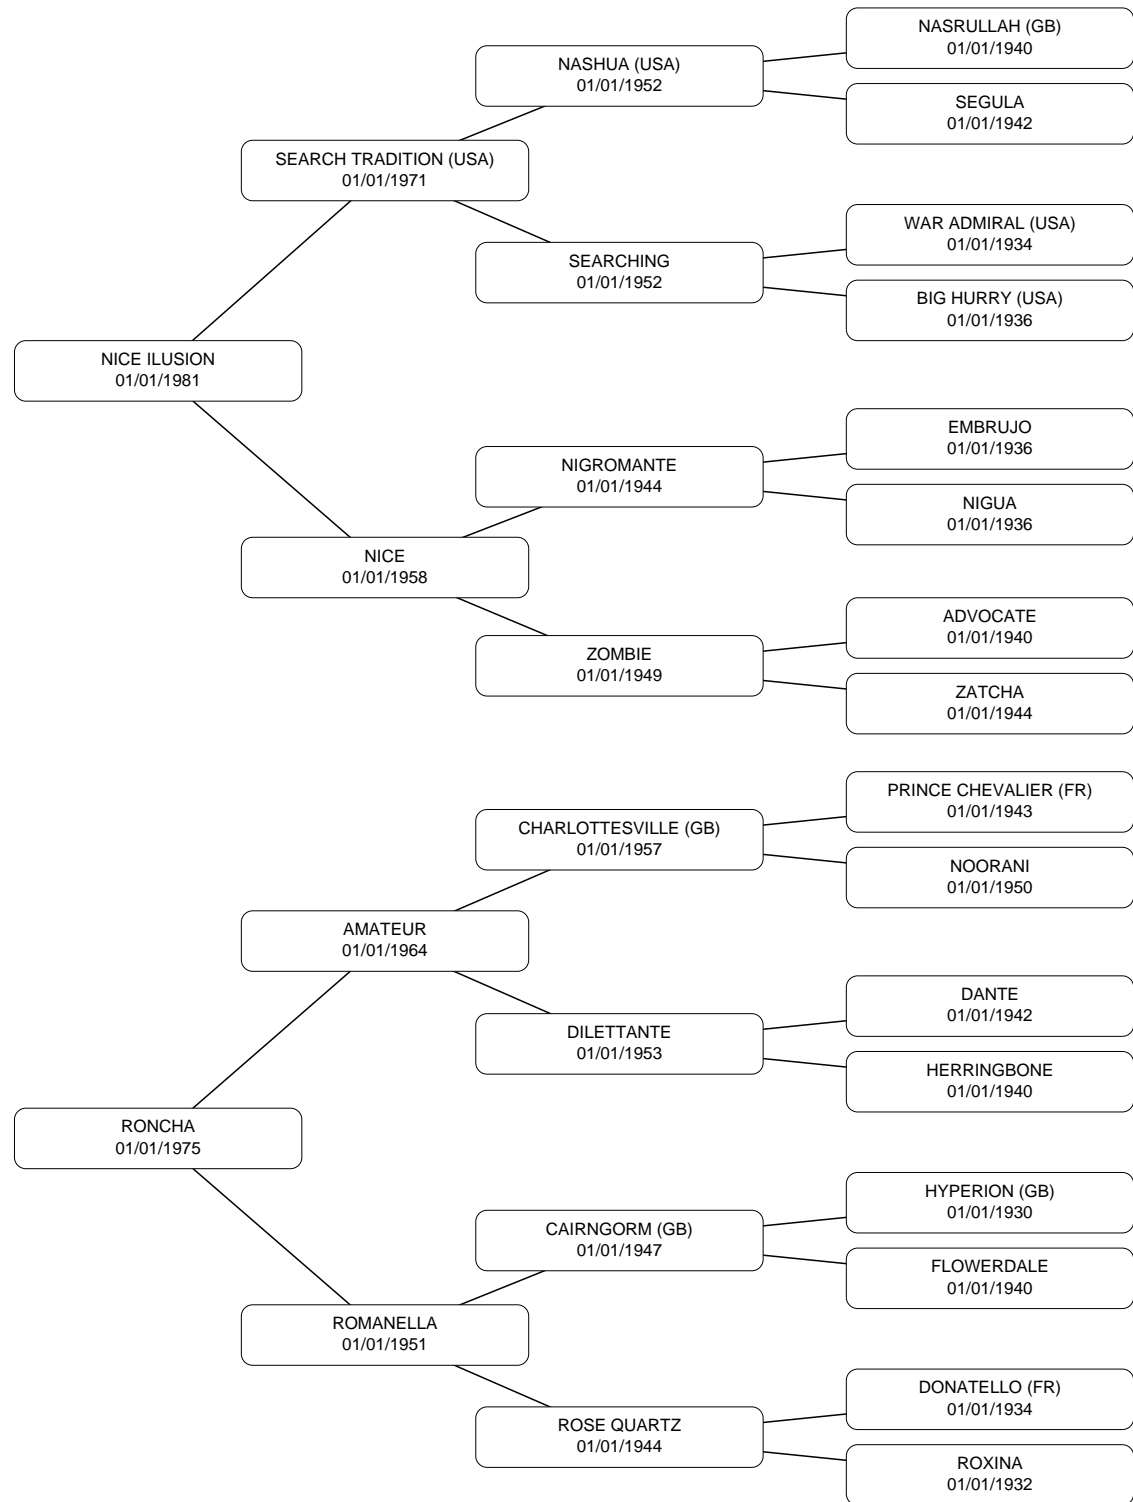 NASRULLAH (GB)
01/01/1940
NASHUA (USA)
01/01/1952
SEGULA
01/01/1942
SEARCH TRADITION (USA)
01/01/1971
WAR ADMIRAL (USA)
01/01/1934
SEARCHING
01/01/1952
BIG HURRY (USA)
01/01/1936
NICE ILUSION
01/01/1981
EMBRUJO
01/01/1936
NIGROMANTE
01/01/1944
NIGUA
01/01/1936
NICE
01/01/1958
ADVOCATE
01/01/1940
ZOMBIE
01/01/1949
ZATCHA
01/01/1944
PRINCE CHEVALIER (FR)
01/01/1943
CHARLOTTESVILLE (GB)
01/01/1957
NOORANI
01/01/1950
AMATEUR
01/01/1964
DANTE
01/01/1942
DILETTANTE
01/01/1953
HERRINGBONE
01/01/1940
RONCHA
01/01/1975
HYPERION (GB)
01/01/1930
CAIRNGORM (GB)
01/01/1947
FLOWERDALE
01/01/1940
ROMANELLA
01/01/1951
DONATELLO (FR)
01/01/1934
ROSE QUARTZ
01/01/1944
ROXINA
01/01/1932